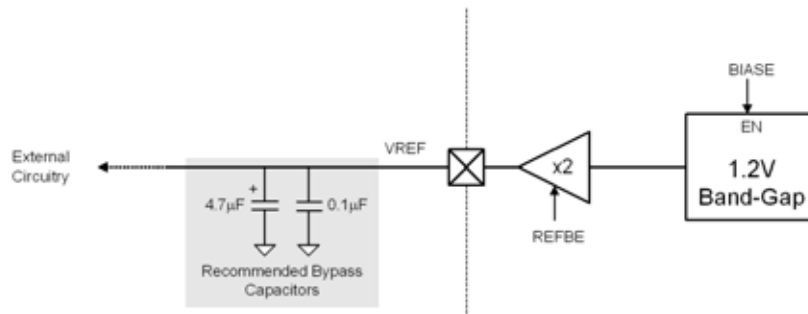 BIASE
EN
1.2V
Band-Gap
x2
REFBE
VREF
External
Circuitry
+
4.7µF
0.1µF
Recommended Bypass
Capacitors